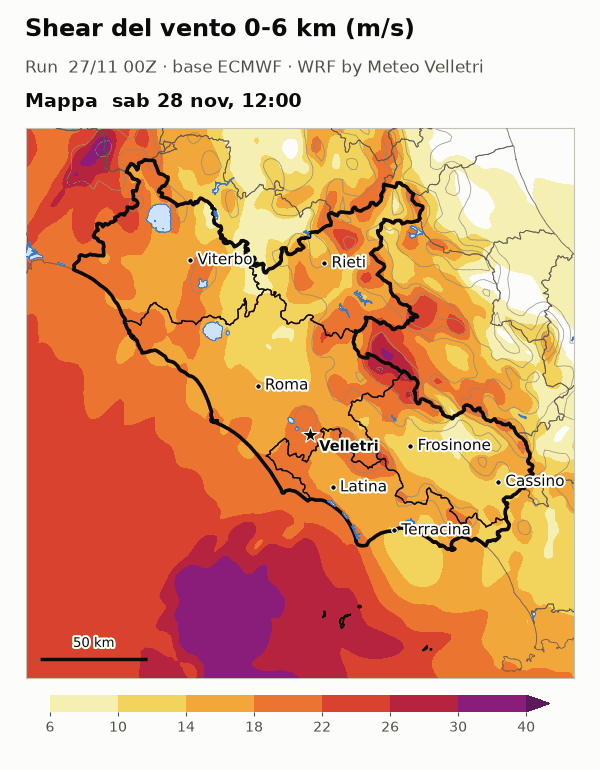 Shear del vento 0-6 km (m/s)
Run  27/11 00Z · base ECMWF · WRF by Meteo Velletri
Mappa  sab 28 nov, 12:00
Viterbo
Rieti
Roma
Velletri
Frosinone
Latina
Cassino
Terracina
50 km
6 10 14 18 22 26 30 40